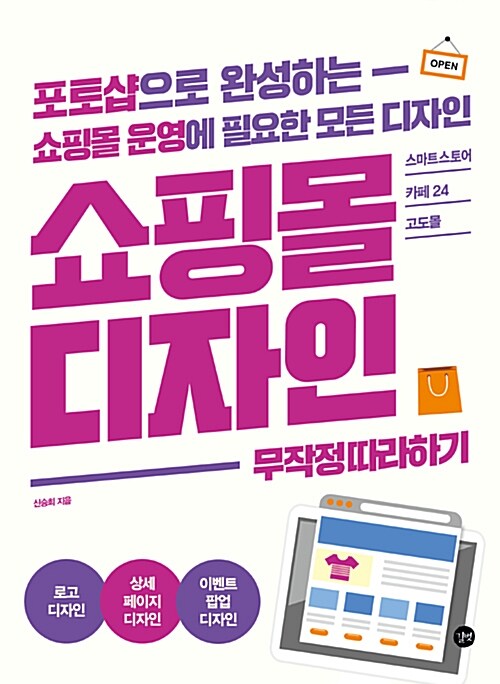 OPEN
포토샵으로 완성하는
쇼핑몰 운영에 필요한 모든 디자인
스마트스토어
카페 24
고도몰
쇼핑몰
디자인
무작정따라하기
신승희 지음
로고
디자인
상세
페이지
디자인
이벤트
팝업
디자인
길벗